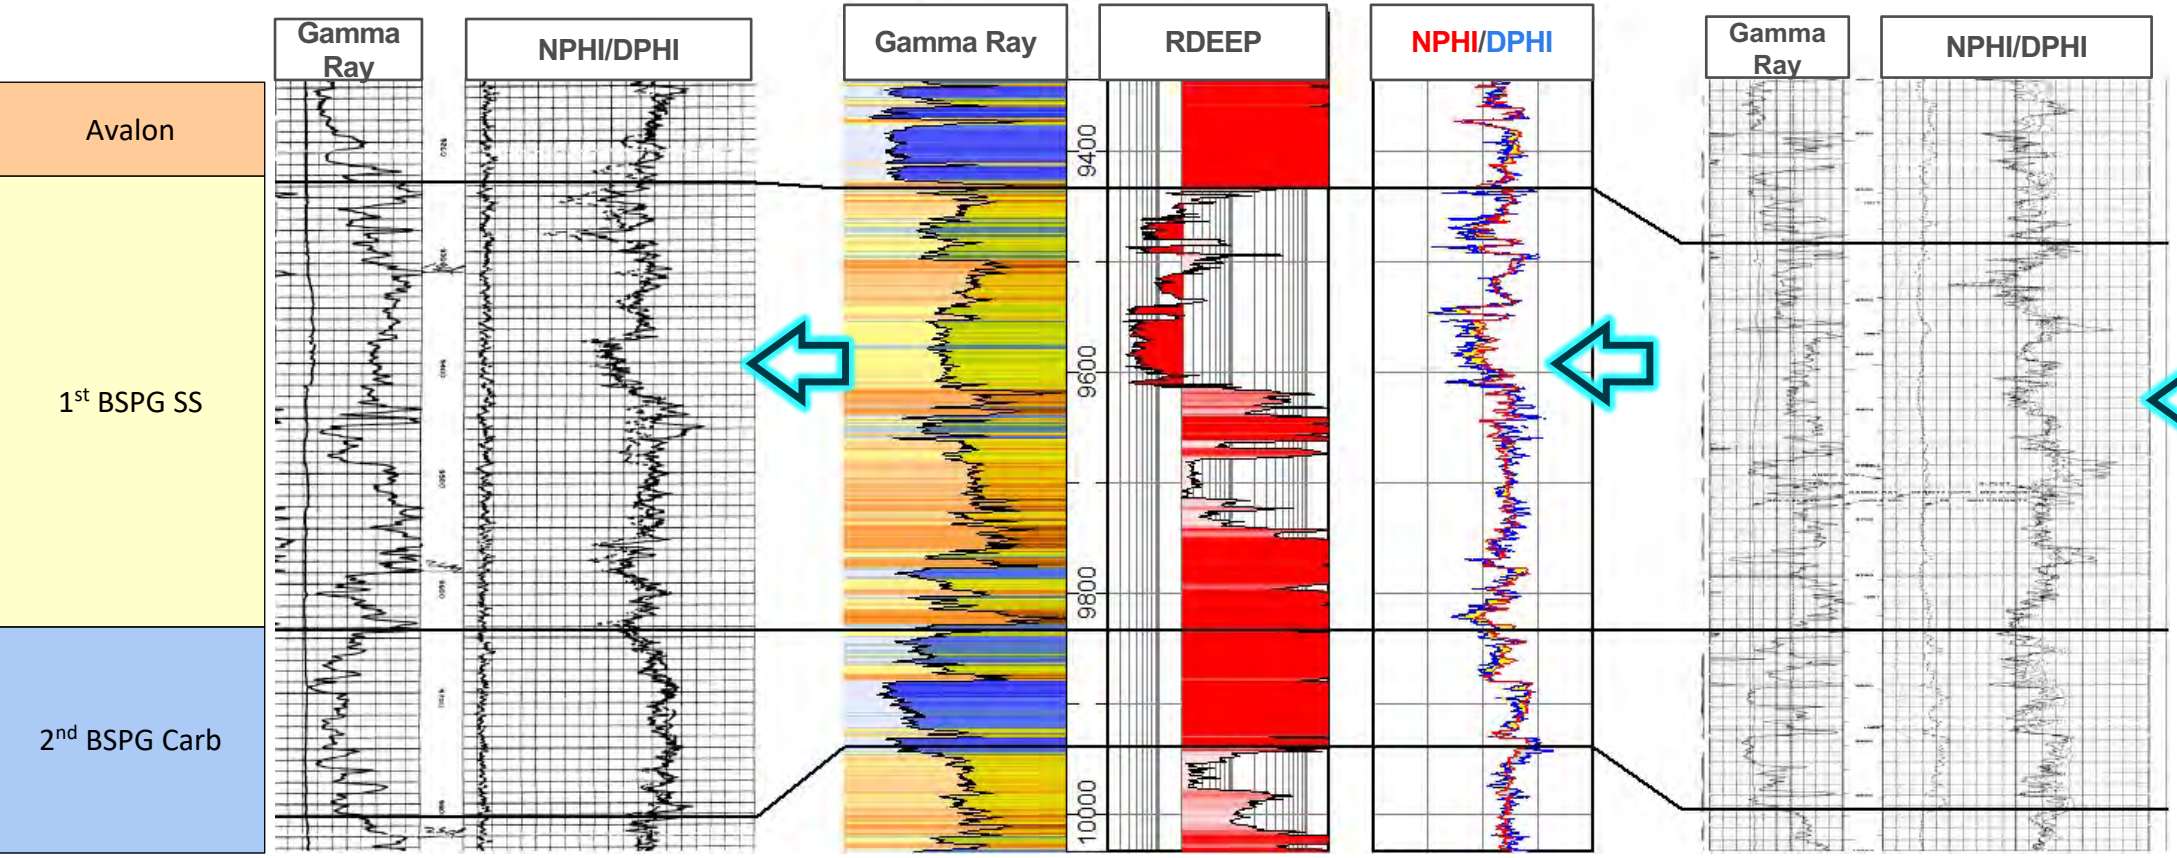 Gamma
Ray
NPHI/DPHI
Gamma Ray
RDEEP
NPHI/DPHI
Gamma
Ray
NPHI/DPHI
Avalon
1st BSPG SS
2nd BSPG Carb
9400
9600
9800
10000